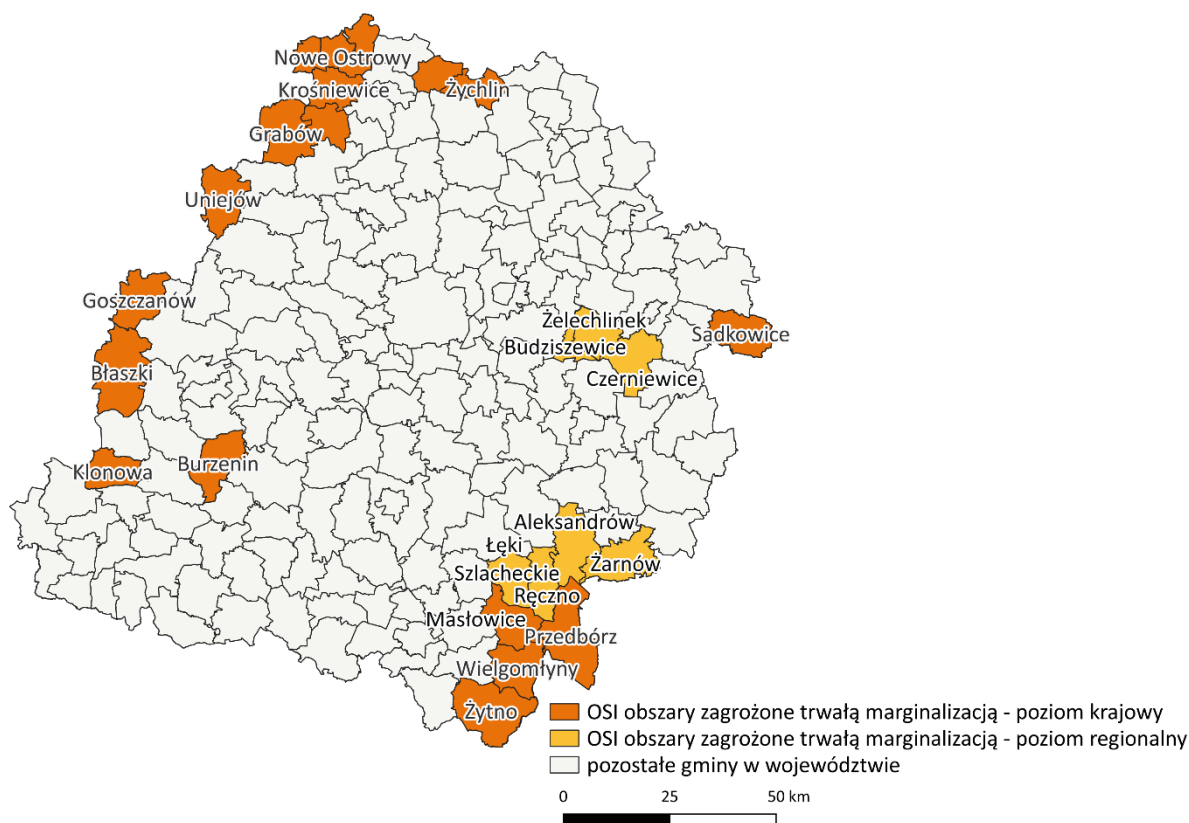 Nowe Ostrowy
Krośniewice
Żychlin
Grabów
Uniejów
Goszczanów
Żelechlinek
Sadkowice
Budziszewice
Błaszki
Czerniewice
Klonowa
Burzenin
Aleksandrów
Łęki
Szlacheckie
Żarnów
Ręczno
Masłowice
Przedbórz
Wielgomłyny
Żytno
OSI obszary zagrożone trwałą marginalizacją - poziom krajowy
OSI obszary zagrożone trwałą marginalizacją - poziom regionalny
pozostałe gminy w województwie
0 25 50 km